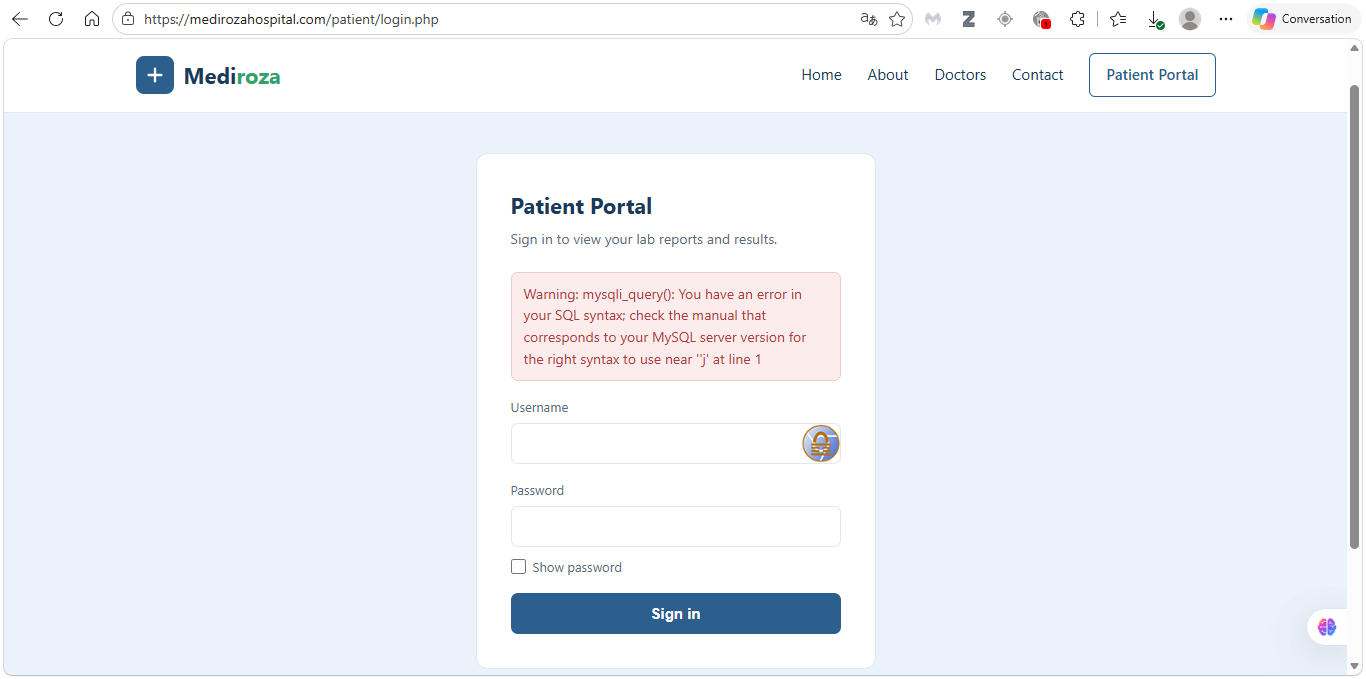 https://medirozahospital.com/patient/login.php
1
Conversation
Mediroza
Home About Doctors Contact Patient Portal
Patient Portal
Sign in to view your lab reports and results.
Warning: mysqli_query(): You have an error in
your SQL syntax; check the manual that
corresponds to your MySQL server version for
the right syntax to use near ''j' at line 1
Username
Password
Show password
Sign in